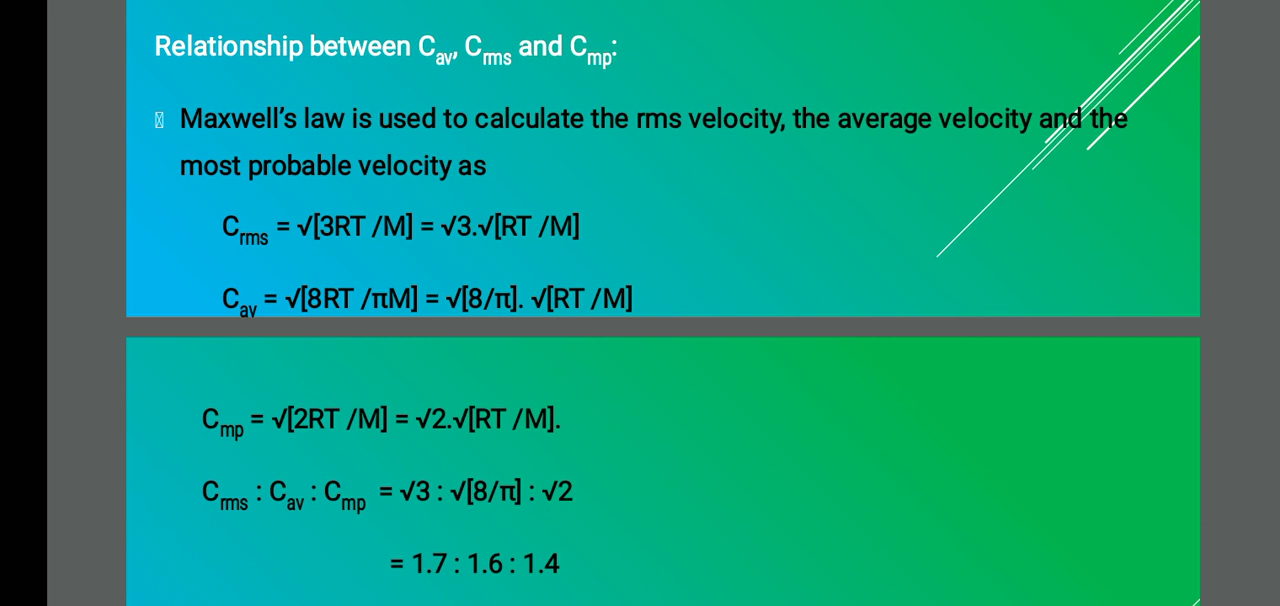 Relationship between Cav, Crms and Cmp:
Maxwell’s law is used to calculate the rms velocity, the average velocity and the
most probable velocity as
Crms = √[3RT /M] = √3.√[RT /M]
Cav = √[8RT /πM] = √[8/π]. √[RT /M]
Cmp = √[2RT /M] = √2.√[RT /M].
Crms : Cav : Cmp = √3 : √[8/π] : √2
= 1.7 : 1.6 : 1.4